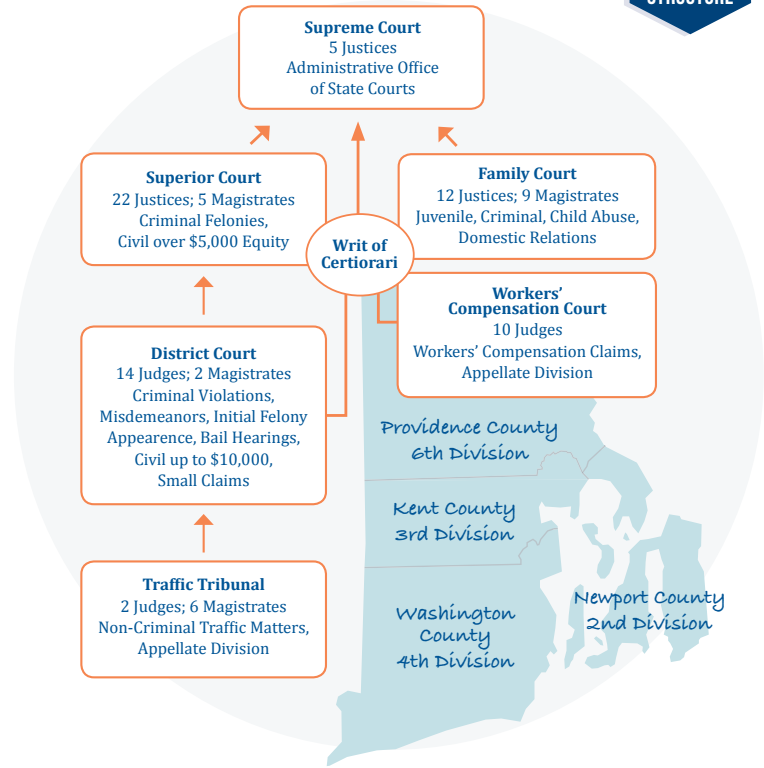 STRUCTURE
Supreme Court
5 Justices
Administrative Office
of State Courts
Superior Court
22 Justices; 5 Magistrates
Criminal Felonies,
Civil over $5,000 Equity
Family Court
12 Justices; 9 Magistrates
Juvenile, Criminal, Child Abuse,
Domestic Relations
Writ of
Certiorari
Workers'
Compensation Court
10 Judges
Workers' Compensation Claims,
Appellate Division
District Court
14 Judges; 2 Magistrates
Criminal Violations,
Misdemeanors, Initial Felony
Appearence, Bail Hearings,
Civil up to $10,000,
Small Claims
Providence County
6th Division
Kent County
3rd Division
Traffic Tribunal
2 Judges; 6 Magistrates
Non-Criminal Traffic Matters,
Appellate Division
Washington
County
4th Division
Newport County
2nd Division